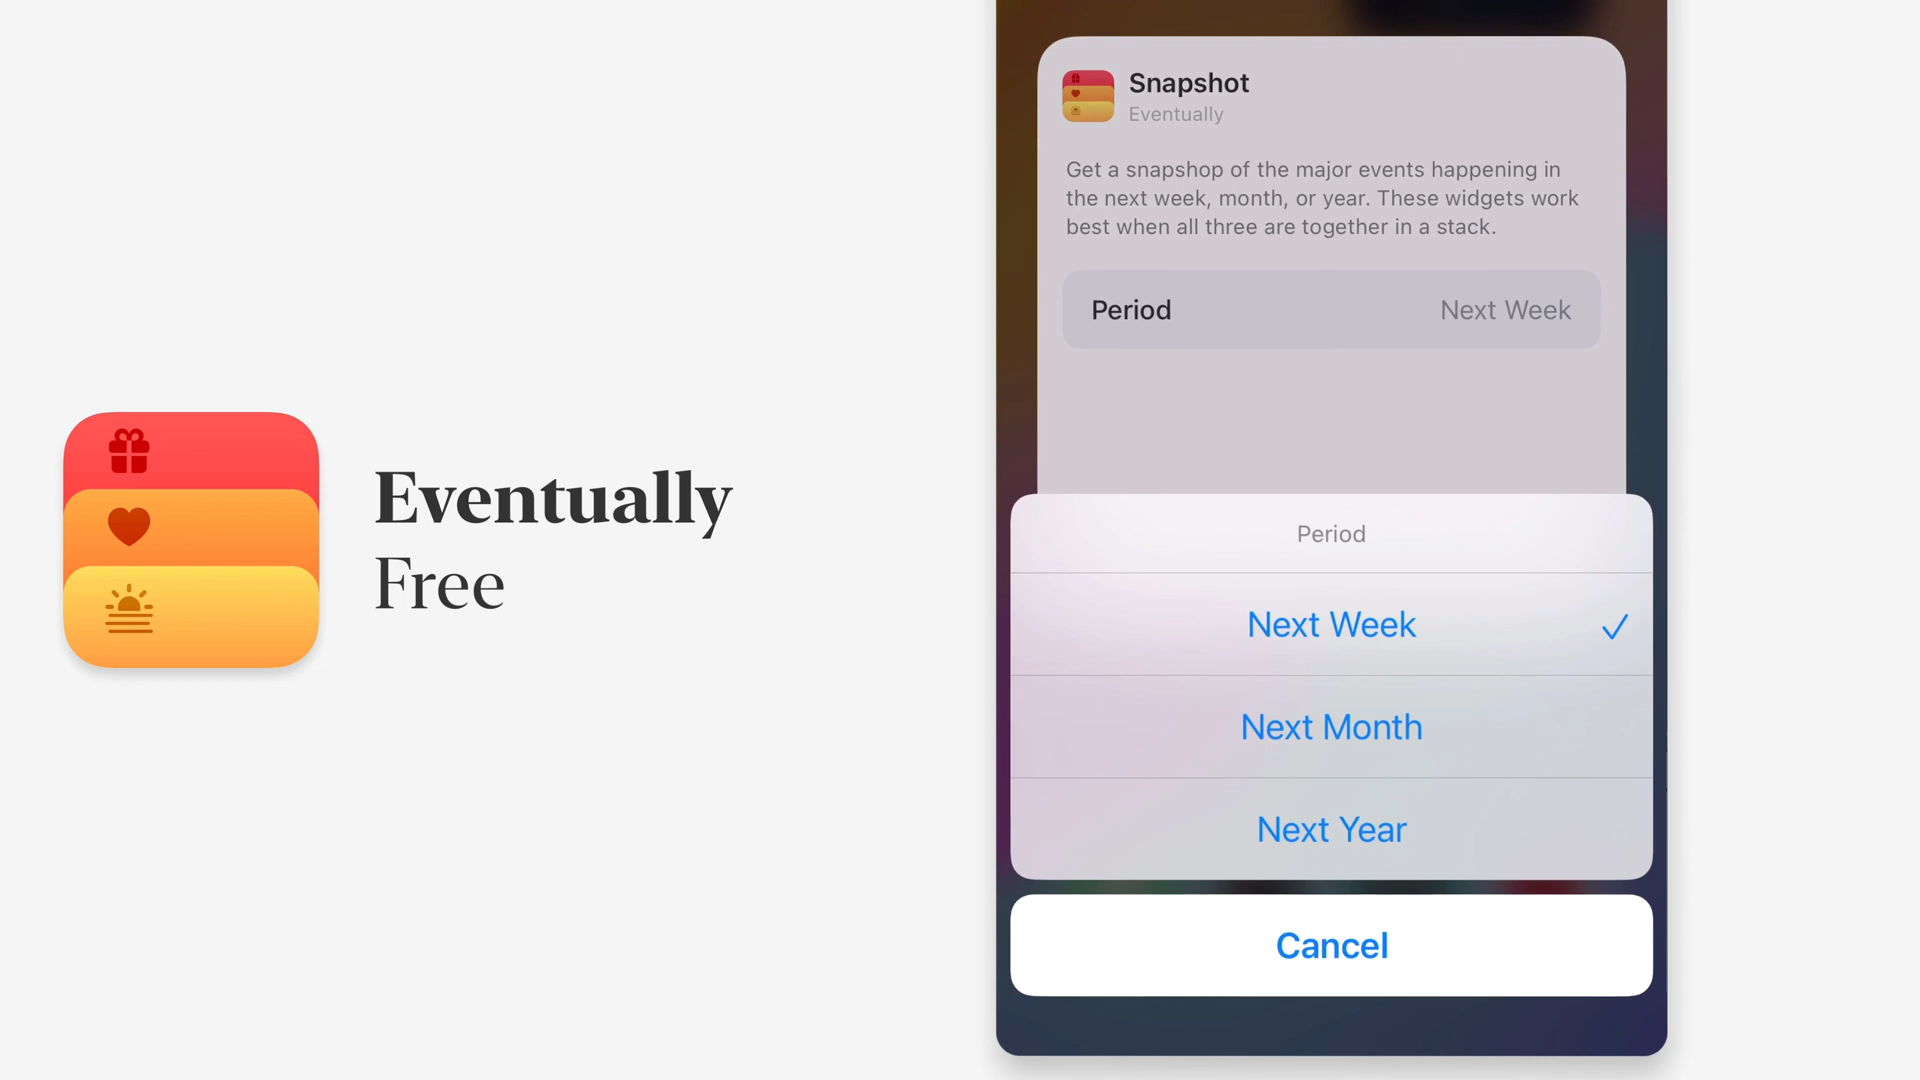 Eventually
Free
Snapshot
Eventually
Get a snapshop of the major events happening in
the next week, month, or year. These widgets work
best when all three are together in a stack.
Period Next Week
Period
Next Week
Next Month
Next Year
Cancel